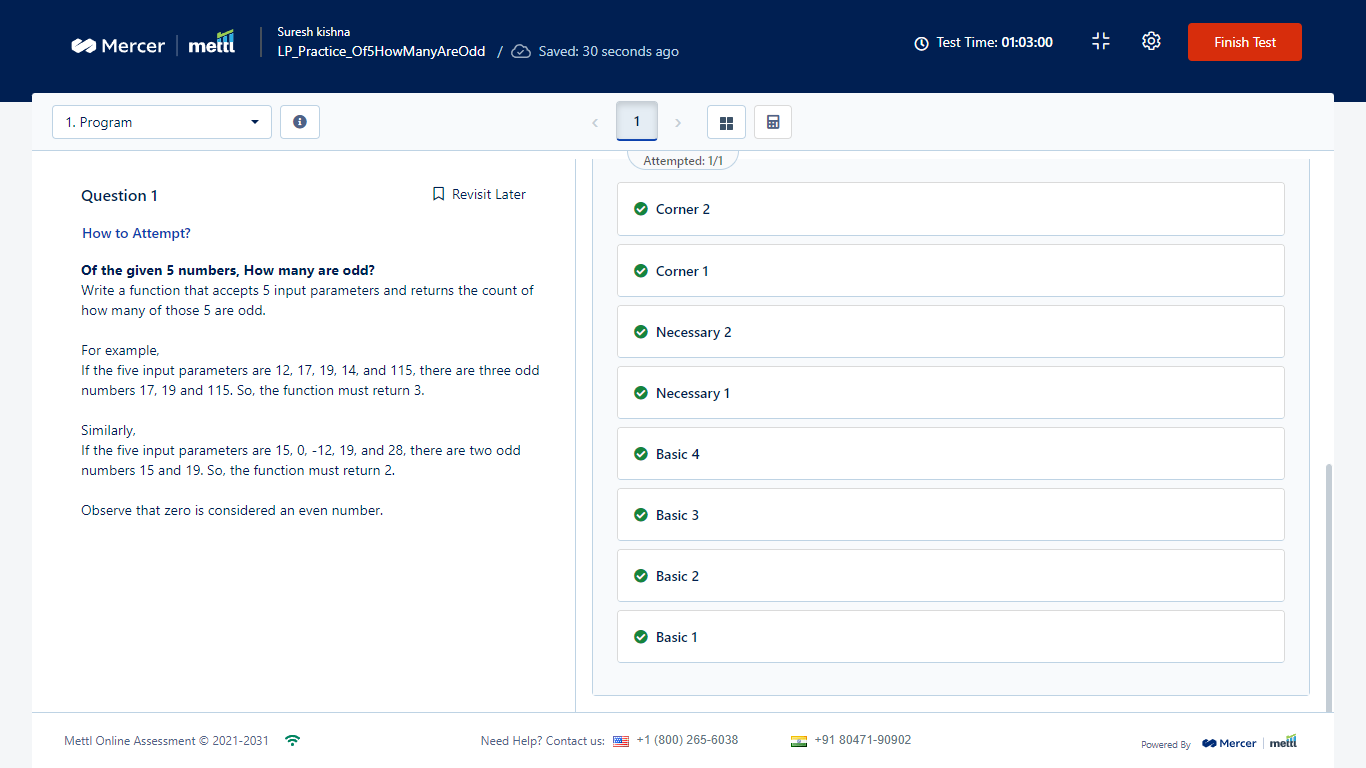 Mercer mettl
Suresh kishna
LP_Practice_Of5HowManyAreOdd / Saved: 30 seconds ago
Test Time: 01:03:00
Finish Test
1. Program
1
Attempted: 1/1
Question 1
Revisit Later
How to Attempt?
Of the given 5 numbers, How many are odd?
Write a function that accepts 5 input parameters and returns the count of
how many of those 5 are odd.
For example,
If the five input parameters are 12, 17, 19, 14, and 115, there are three odd
numbers 17, 19 and 115. So, the function must return 3.
Similarly,
If the five input parameters are 15, 0, -12, 19, and 28, there are two odd
numbers 15 and 19. So, the function must return 2.
Observe that zero is considered an even number.
Corner 2
Corner 1
Necessary 2
Necessary 1
Basic 4
Basic 3
Basic 2
Basic 1
Mettl Online Assessment © 2021-2031
Need Help? Contact us: +1 (800) 265-6038
+91 80471-90902
Powered By Mercer mettl